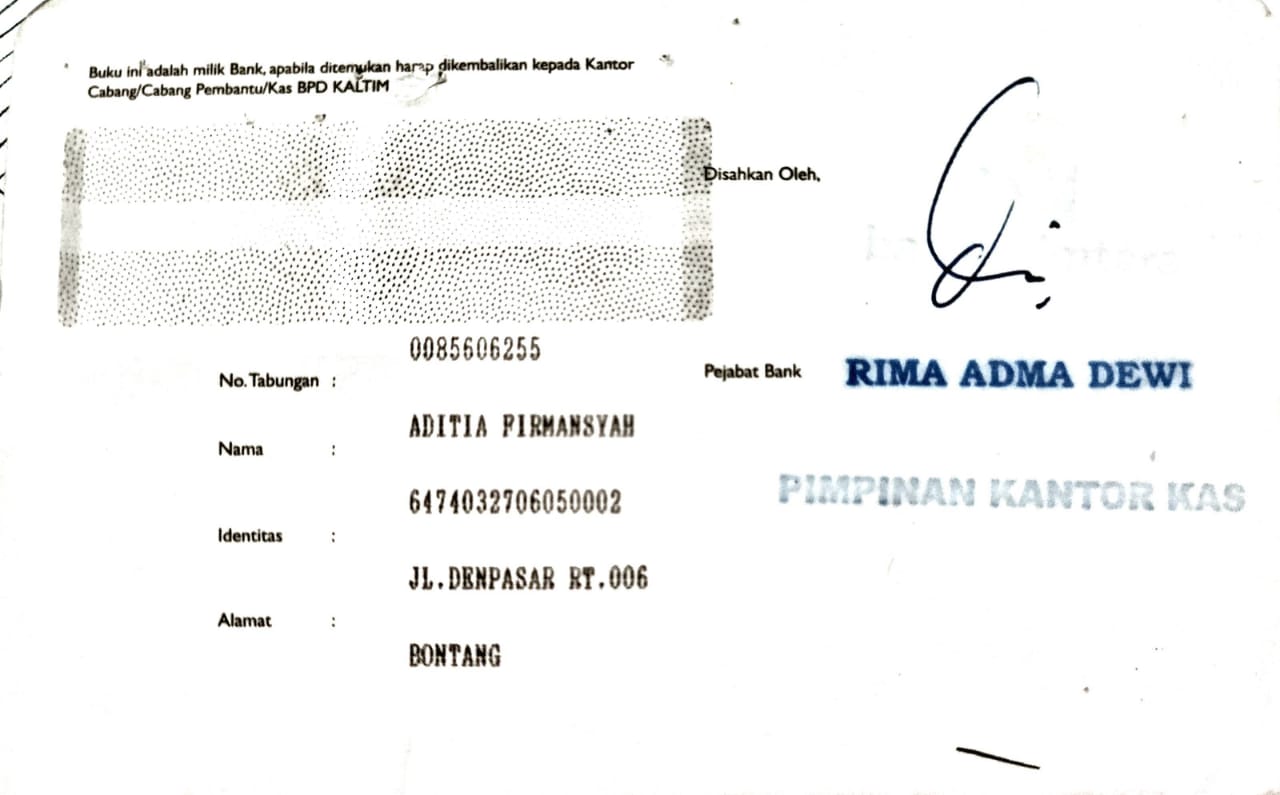 Buku ini adalah milik Bank, apabila ditemukan harap dikembalikan kepada Kantor
Cabang/Cabang Pembantu/Kas BPD KALTIM
Disahkan Oleh,
0085606255
No. Tabungan :
Pejabat Bank RIMA ADMA DEWI
ADITIA FIRMANSYAH
Nama :
PIMPINAN KANTOR KAS
6474032706050002
Identitas :
JL.DENPASAR RT.006
Alamat :
BONTANG